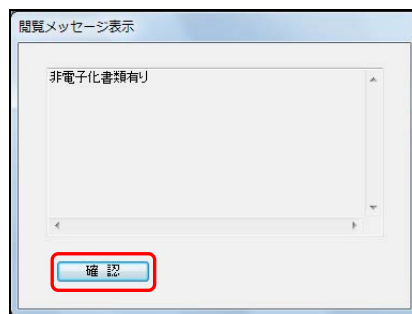 閲覧メッセージ表示
非電子化書類有り
確 認